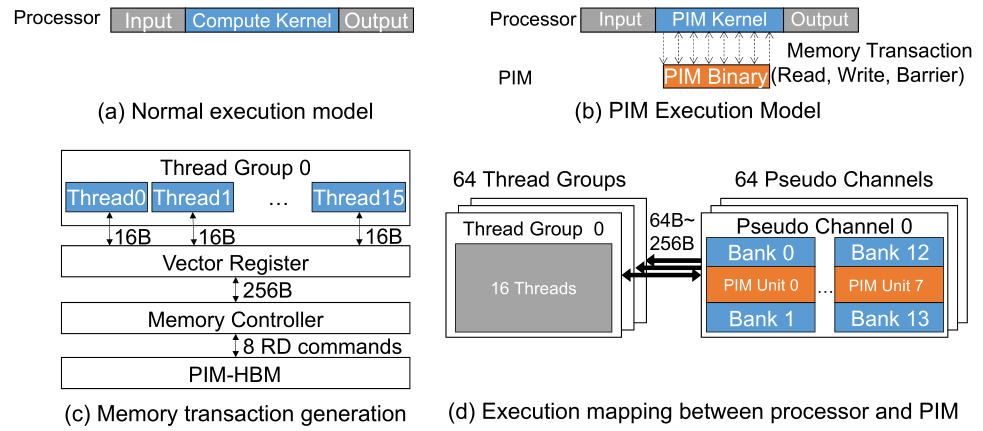 Processor Input Compute Kernel Output
(a) Normal execution model
Processor Input PIM Kernel Output
Memory Transaction
PIM PIM Binary (Read, Write, Barrier)
(b) PIM Execution Model
Thread Group 0
Thread0 Thread1 ... Thread15
16B 16B 16B
Vector Register
256B
Memory Controller
8 RD commands
PIM-HBM
(c) Memory transaction generation
64 Thread Groups 64 Pseudo Channels
Thread Group 0 64B~ Pseudo Channel 0
256B
Bank 0 Bank 12
16 Threads PIM Unit 0 ... PIM Unit 7
Bank 1 Bank 13
(d) Execution mapping between processor and PIM